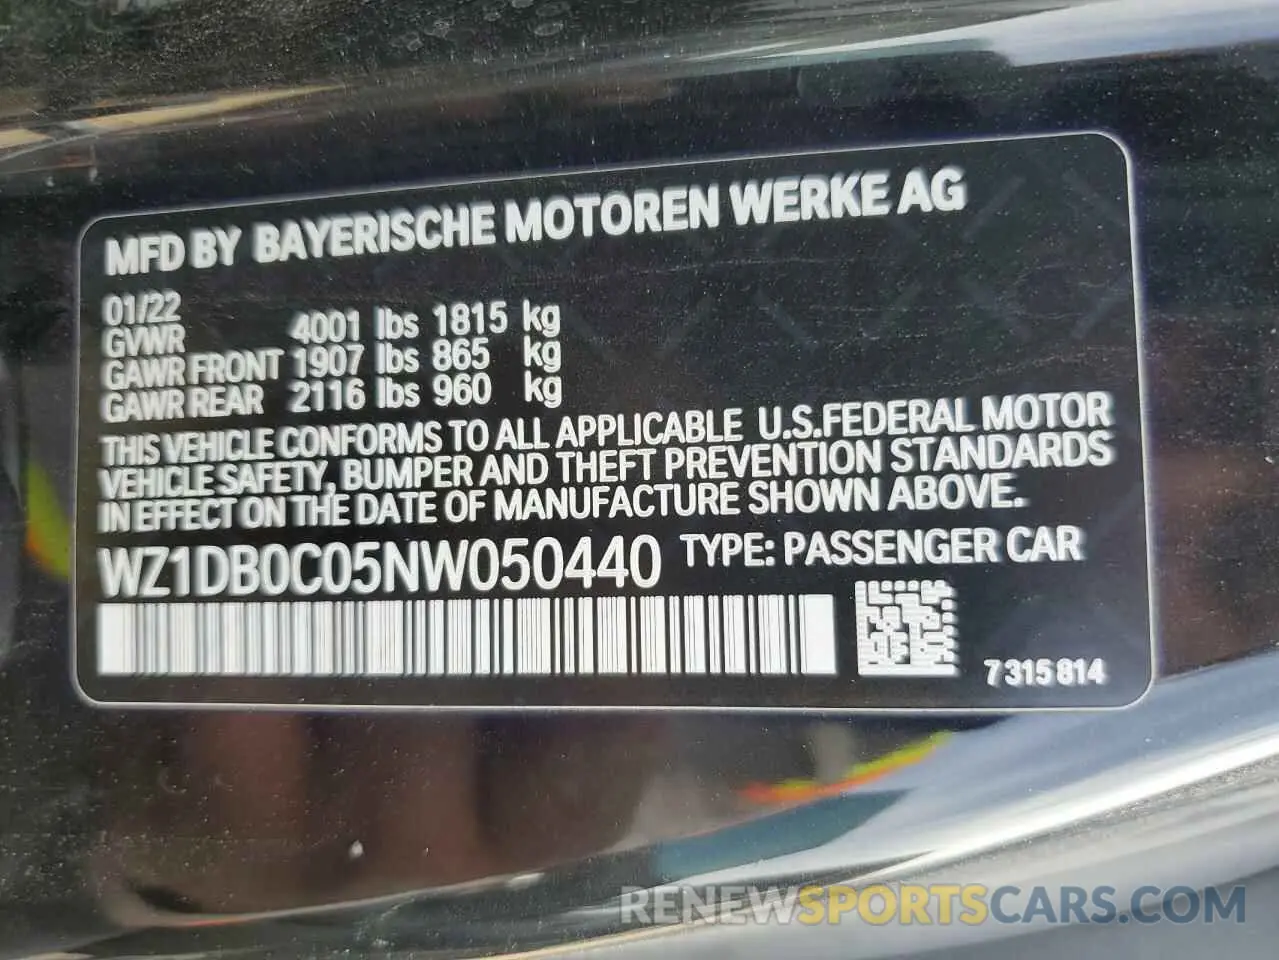 MFD BY BAYERISCHE MOTOREN WERKE AG
01/22
GVWR 4001 lbs 1815 kg
GAWR FRONT 1907 lbs 865 kg
GAWR REAR 2116 lbs 960 kg
THIS VEHICLE CONFORMS TO ALL APPLICABLE U.S.FEDERAL MOTOR
VEHICLE SAFETY, BUMPER AND THEFT PREVENTION STANDARDS
IN EFFECT ON THE DATE OF MANUFACTURE SHOWN ABOVE.
WZ1DB0C05NW050440 TYPE: PASSENGER CAR
7 315 814
RENEWSPORTSCARS.COM